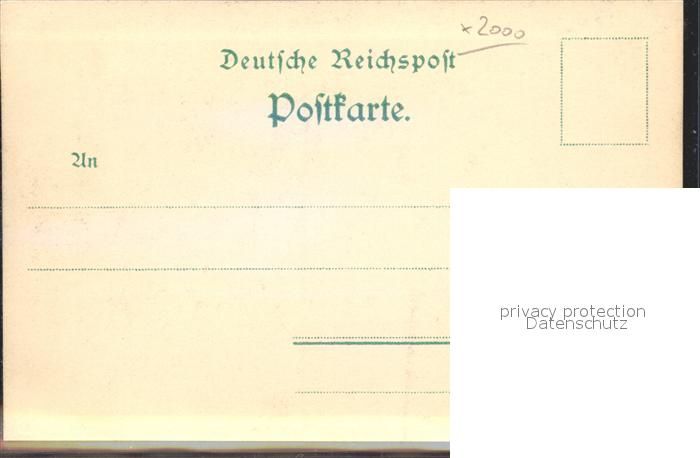 x2000
Deutsche Reichspost
Postkarte.
An
privacy protection
Datenschutz